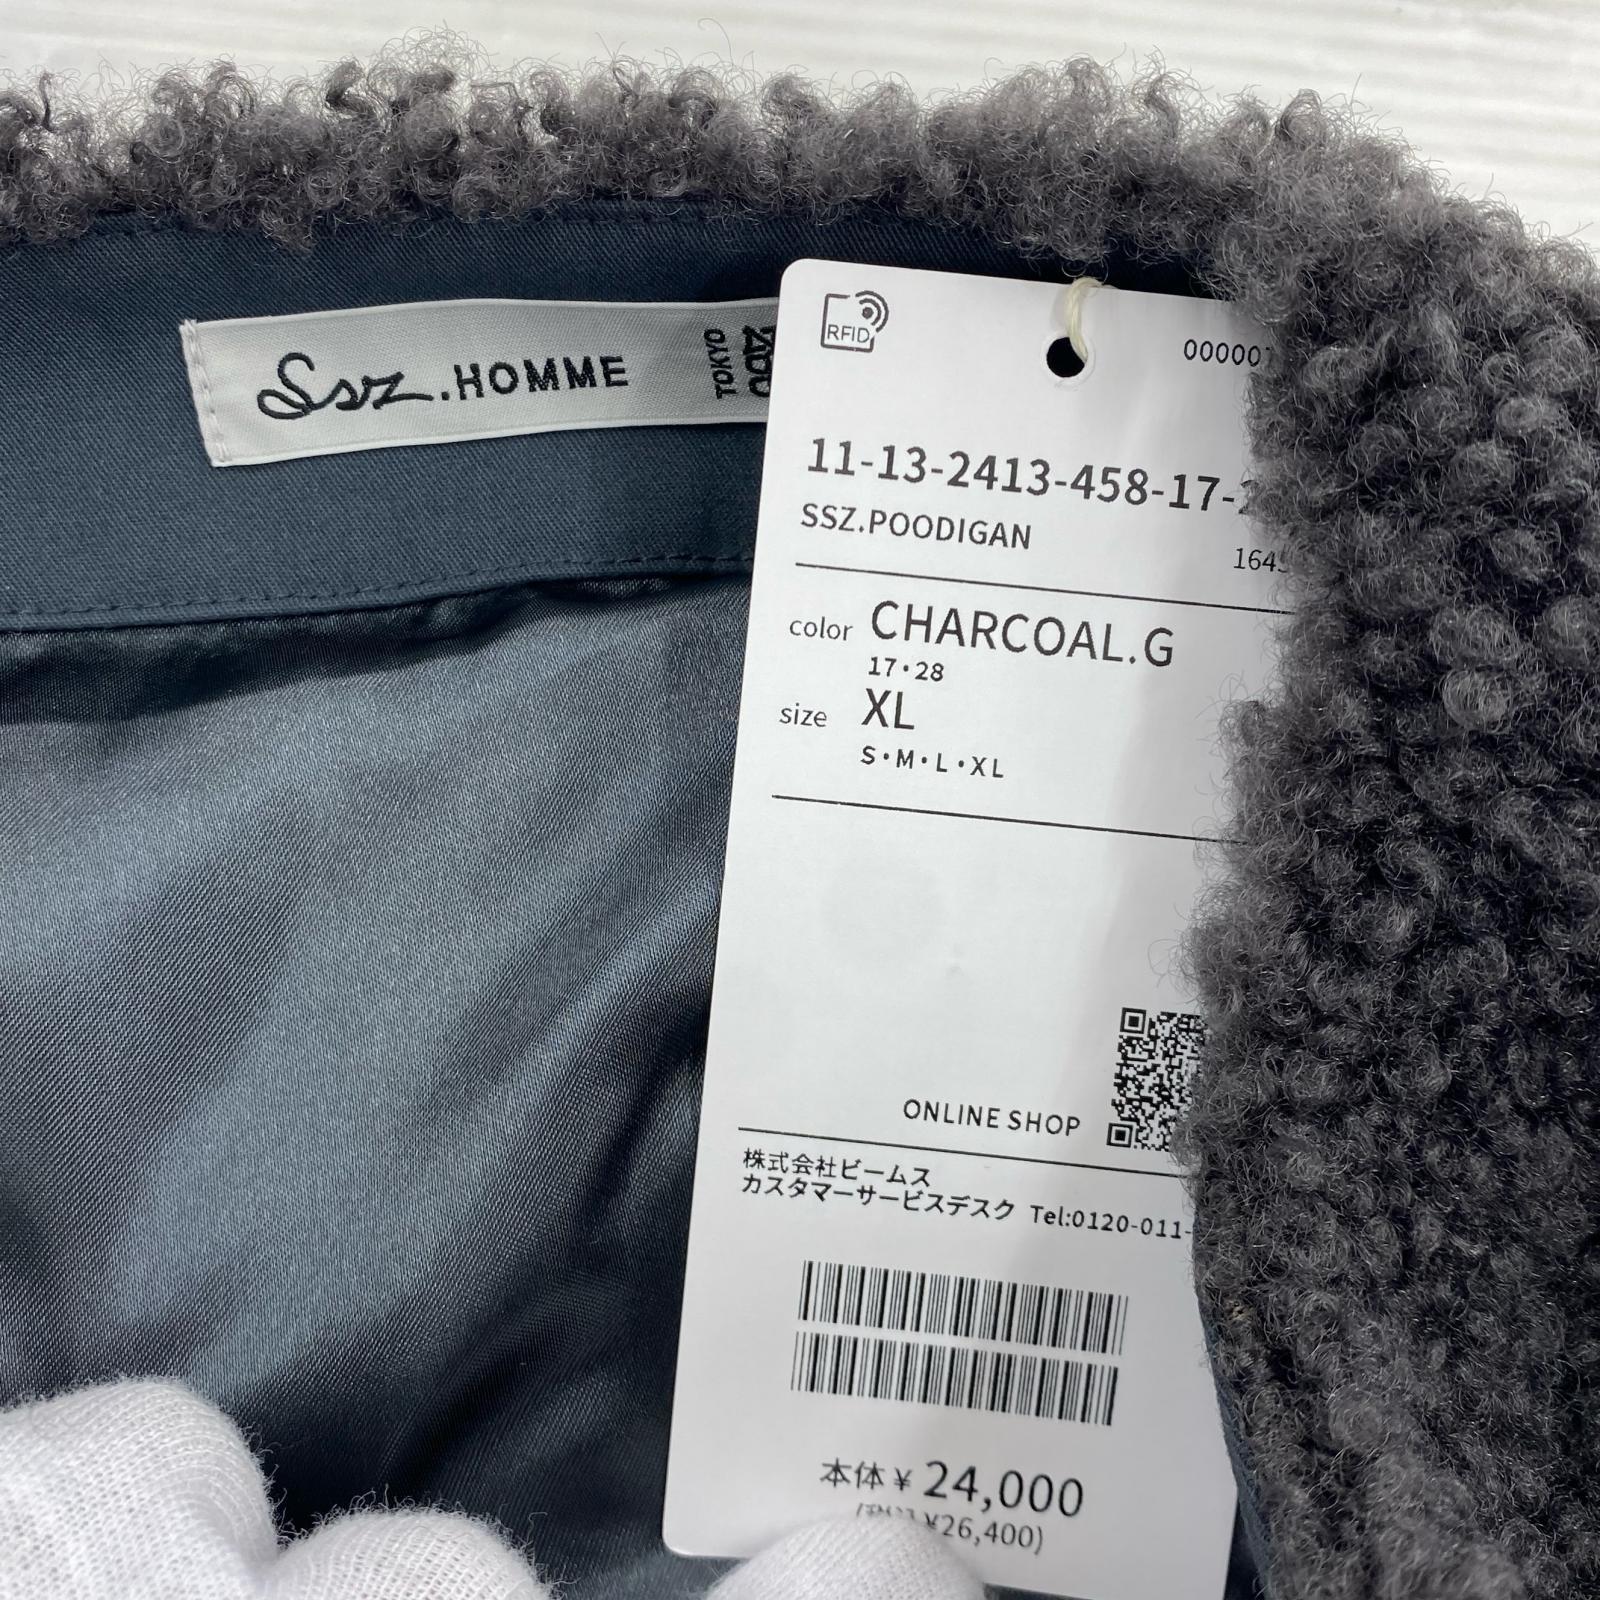 Ssz.HOMME
TOKYO
RFID
11-13-2413-458-17-
SSZ.POODIGAN
color CHARCOAL.G
17・28
size XL
S・M・L・XL
ONLINE SHOP
株式会社ビームス
カスタマーサービスデスク Tel:0120-011-
本体¥24,000
¥26,400)